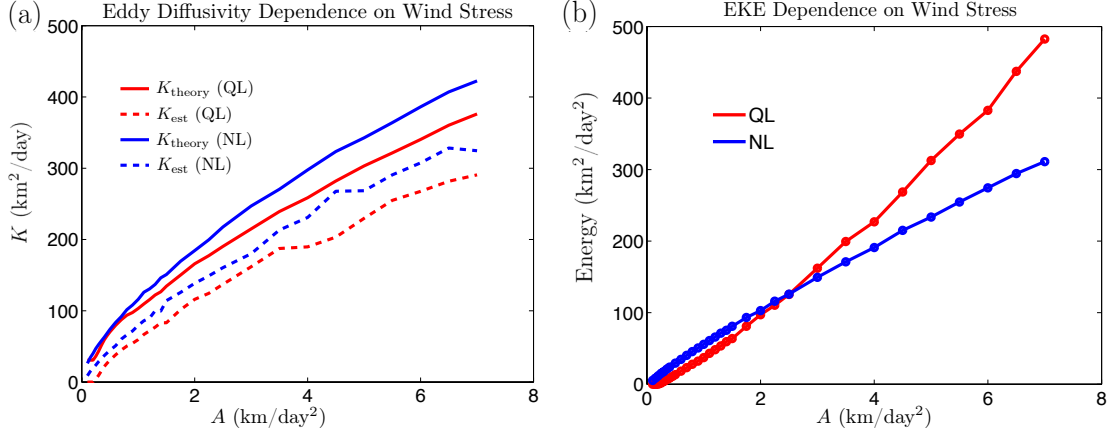 (a)
Eddy Diffusivity Dependence on Wind Stress
500
400
300
200
100
0
K (km²/day)
K_theory (QL)
K_est (QL)
K_theory (NL)
K_est (NL)
0 2 4 6 8
A (km/day²)
(b)
EKE Dependence on Wind Stress
500
400
300
200
100
0
Energy (km²/day²)
QL
NL
0 2 4 6 8
A (km/day²)